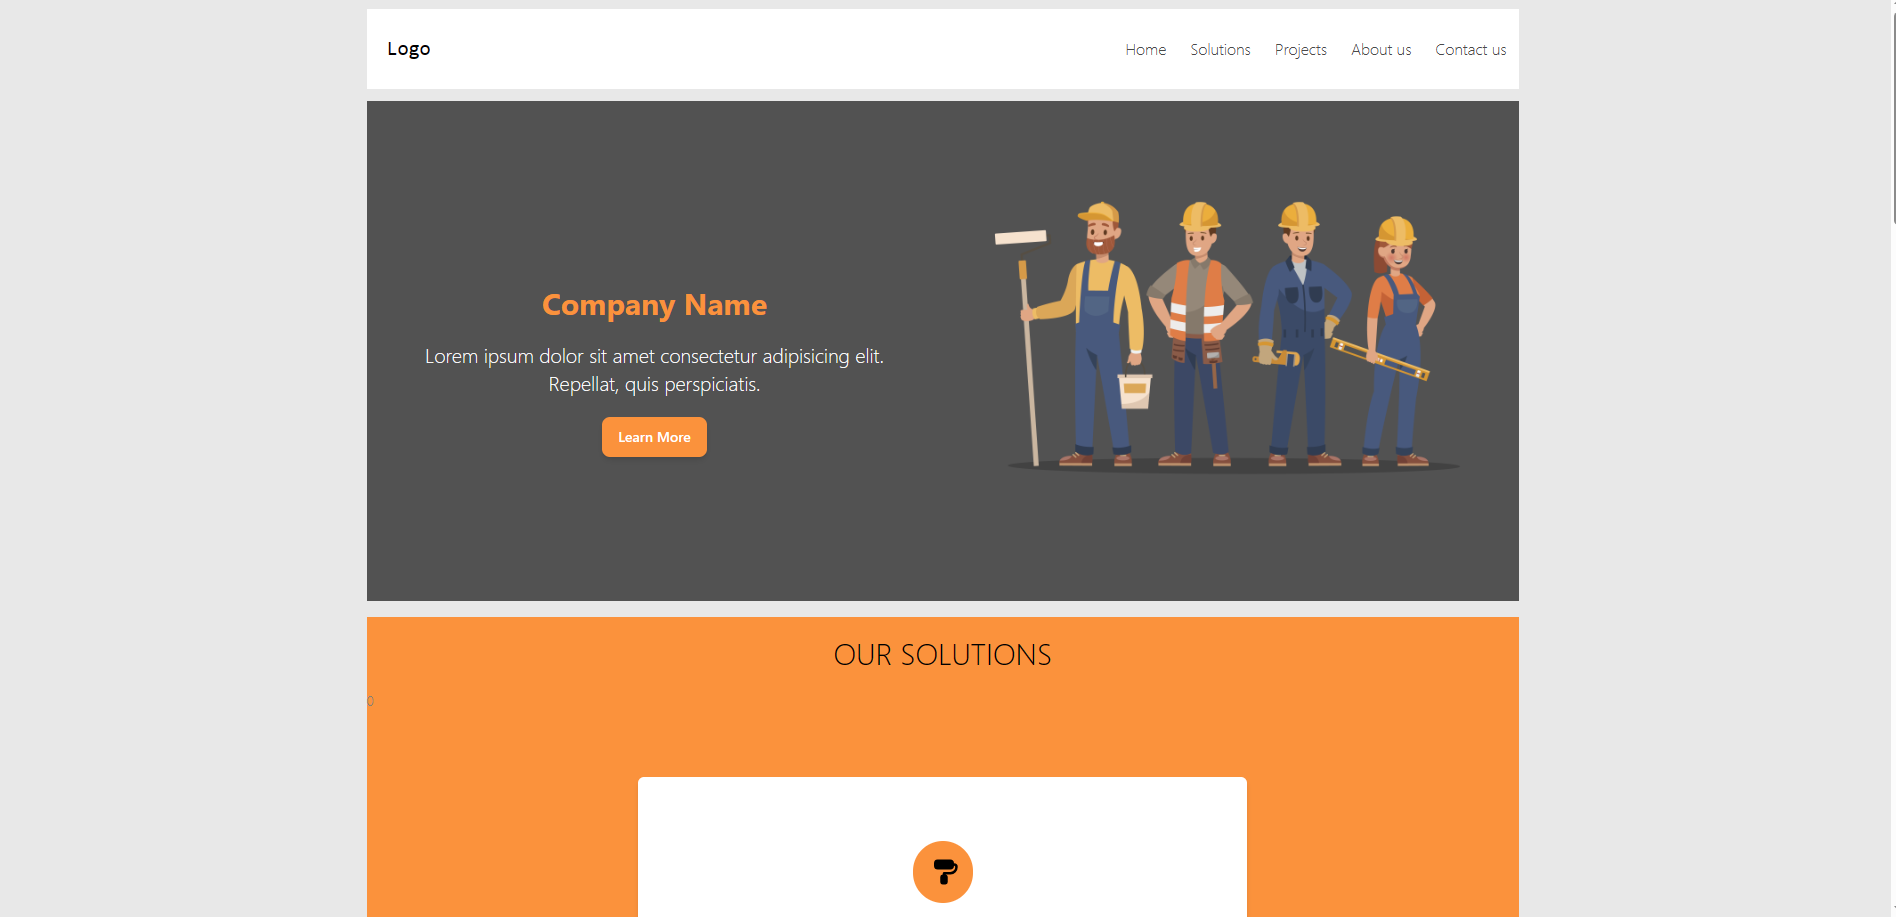 Logo
Home Solutions Projects About us Contact us
Company Name
Lorem ipsum dolor sit amet consectetur adipisicing elit.
Repellat, quis perspiciatis.
Learn More
OUR SOLUTIONS
0